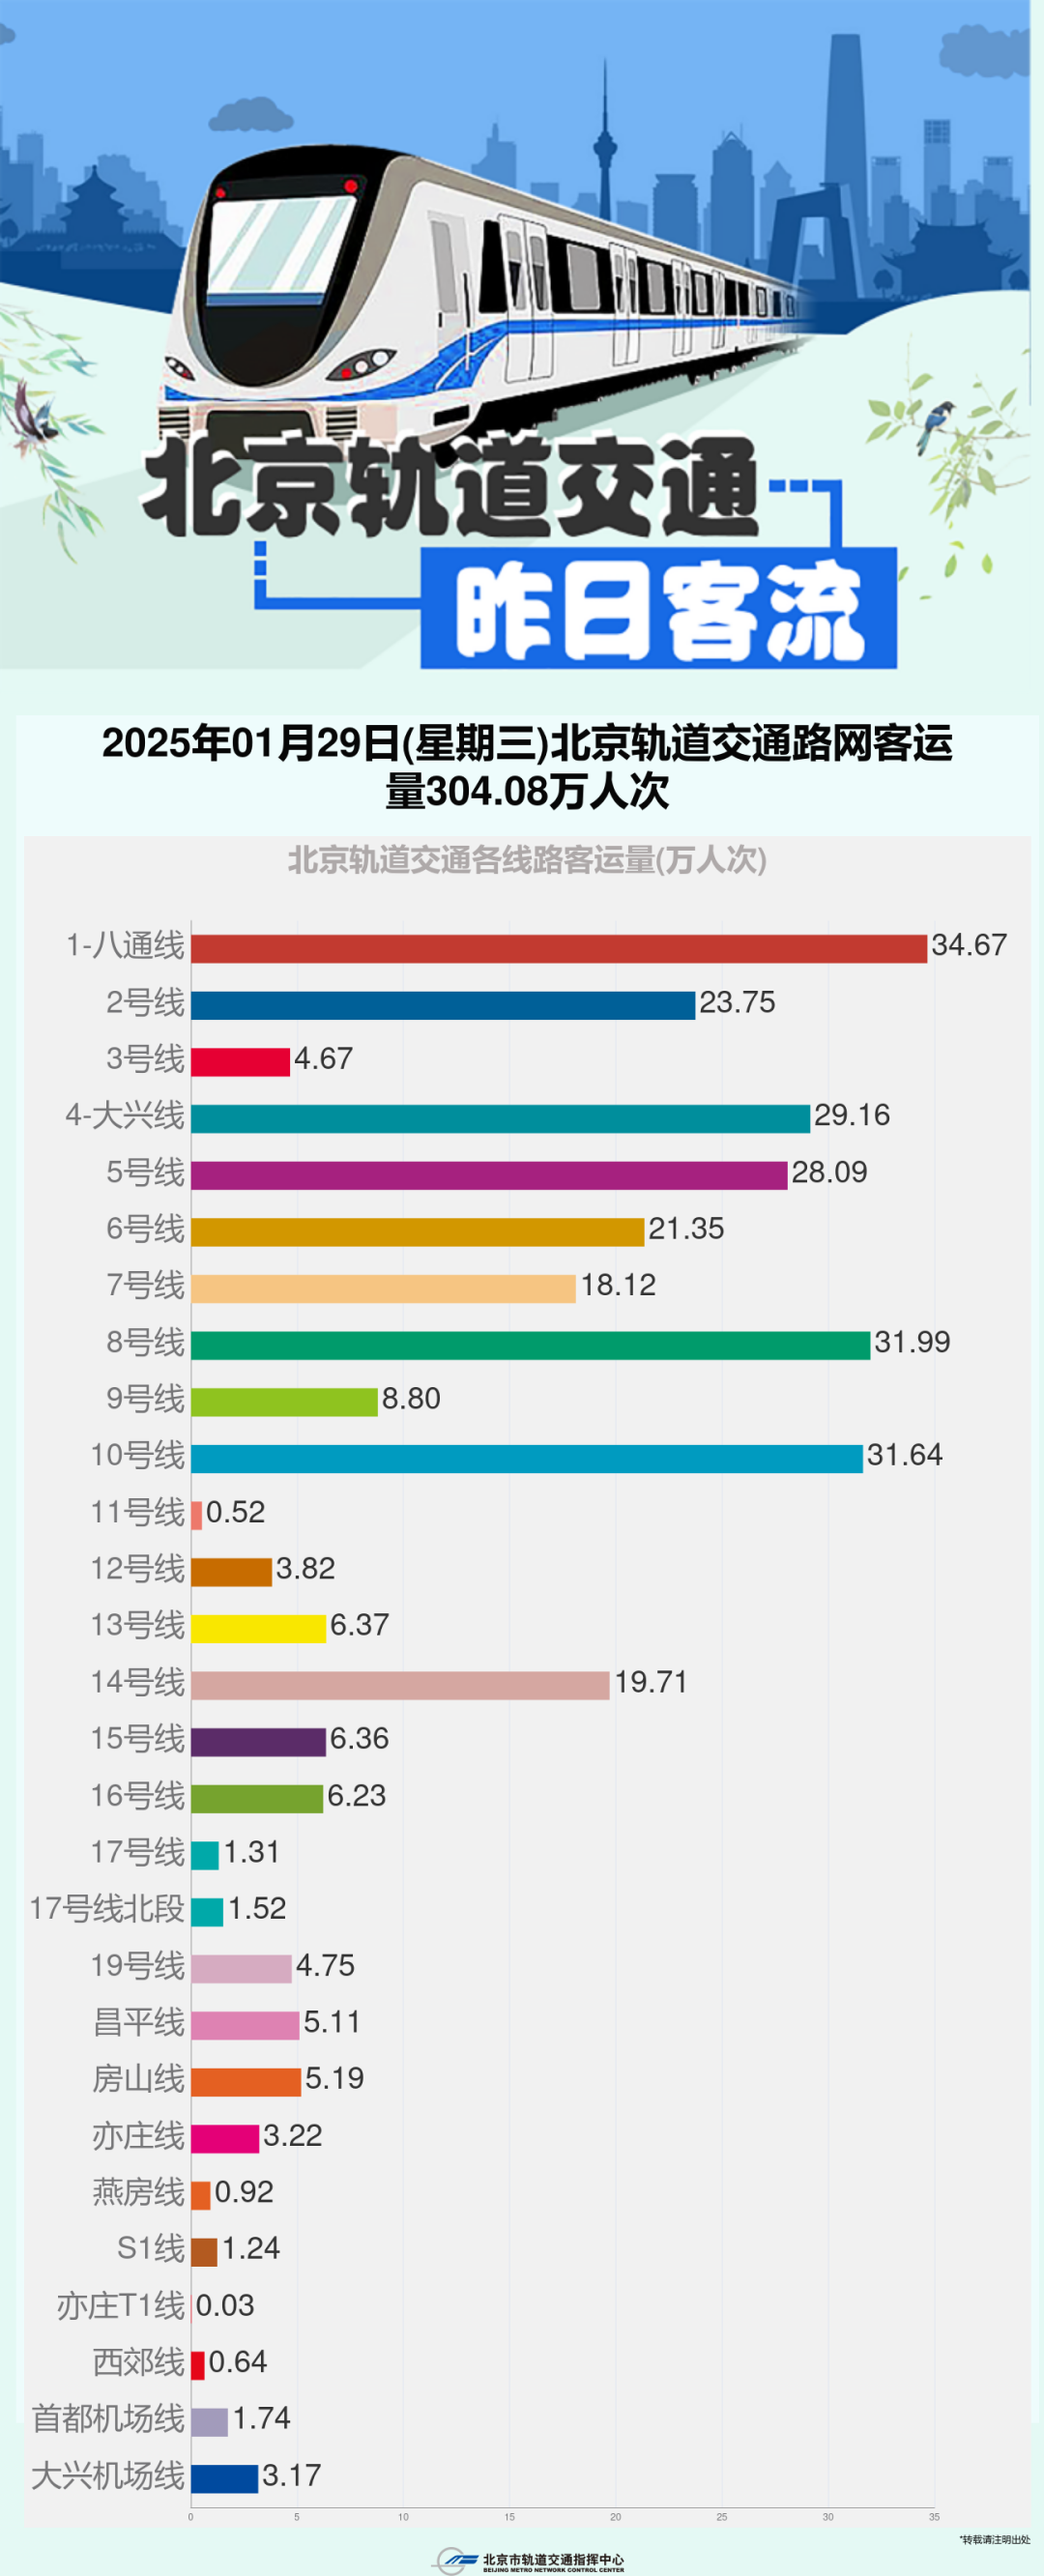 北京轨道交通
昨日客流
2025年01月29日(星期三)北京轨道交通路网客运
量304.08万人次
北京轨道交通各线路客运量(万人次)
1-八通线 34.67
2号线 23.75
3号线 4.67
4-大兴线 29.16
5号线 28.09
6号线 21.35
7号线 18.12
8号线 31.99
9号线 8.80
10号线 31.64
11号线 0.52
12号线 3.82
13号线 6.37
14号线 19.71
15号线 6.36
16号线 6.23
17号线 1.31
17号线北段 1.52
19号线 4.75
昌平线 5.11
房山线 5.19
亦庄线 3.22
燕房线 0.92
S1线 1.24
亦庄T1线 0.03
西郊线 0.64
首都机场线 1.74
大兴机场线 3.17
0 5 10 15 20 25 30 35
*转载请注明出处
北京市轨道交通指挥中心
BEIJING METRO NETWORK CONTROL CENTER